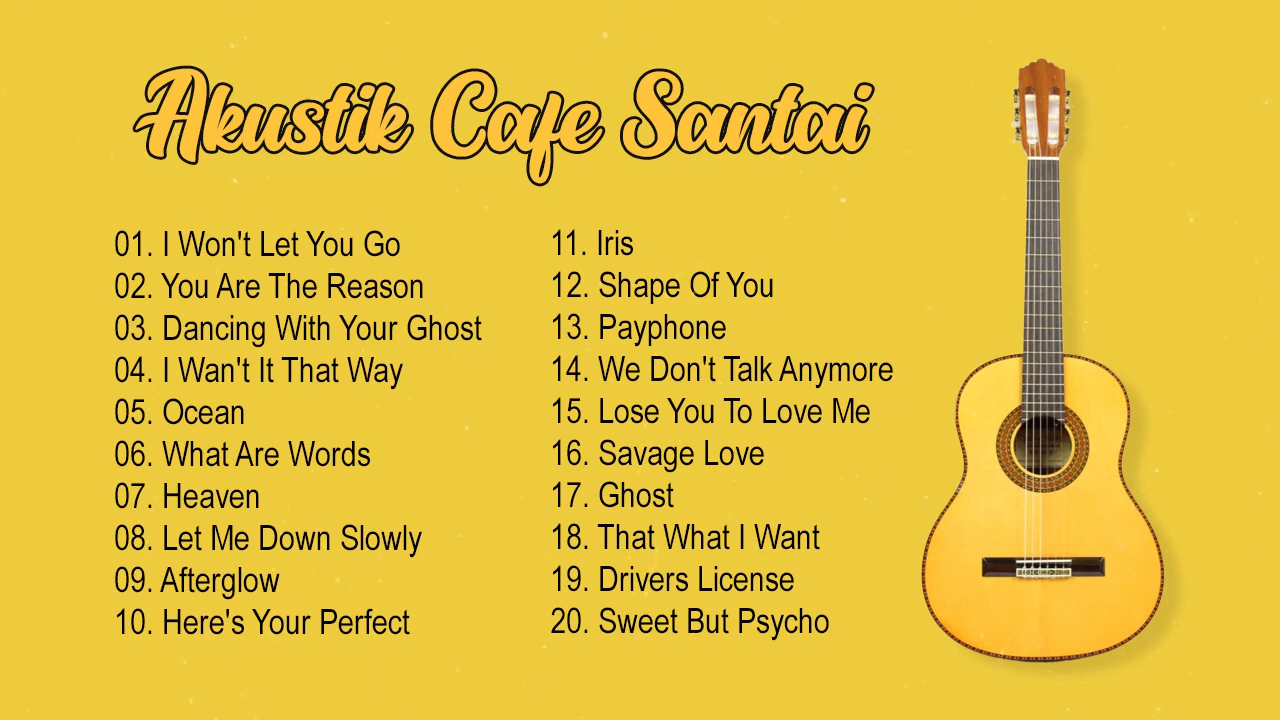 Akustik Cafe Santai
01. I Won't Let You Go
02. You Are The Reason
03. Dancing With Your Ghost
04. I Wan't It That Way
05. Ocean
06. What Are Words
07. Heaven
08. Let Me Down Slowly
09. Afterglow
10. Here's Your Perfect
11. Iris
12. Shape Of You
13. Payphone
14. We Don't Talk Anymore
15. Lose You To Love Me
16. Savage Love
17. Ghost
18. That What I Want
19. Drivers License
20. Sweet But Psycho